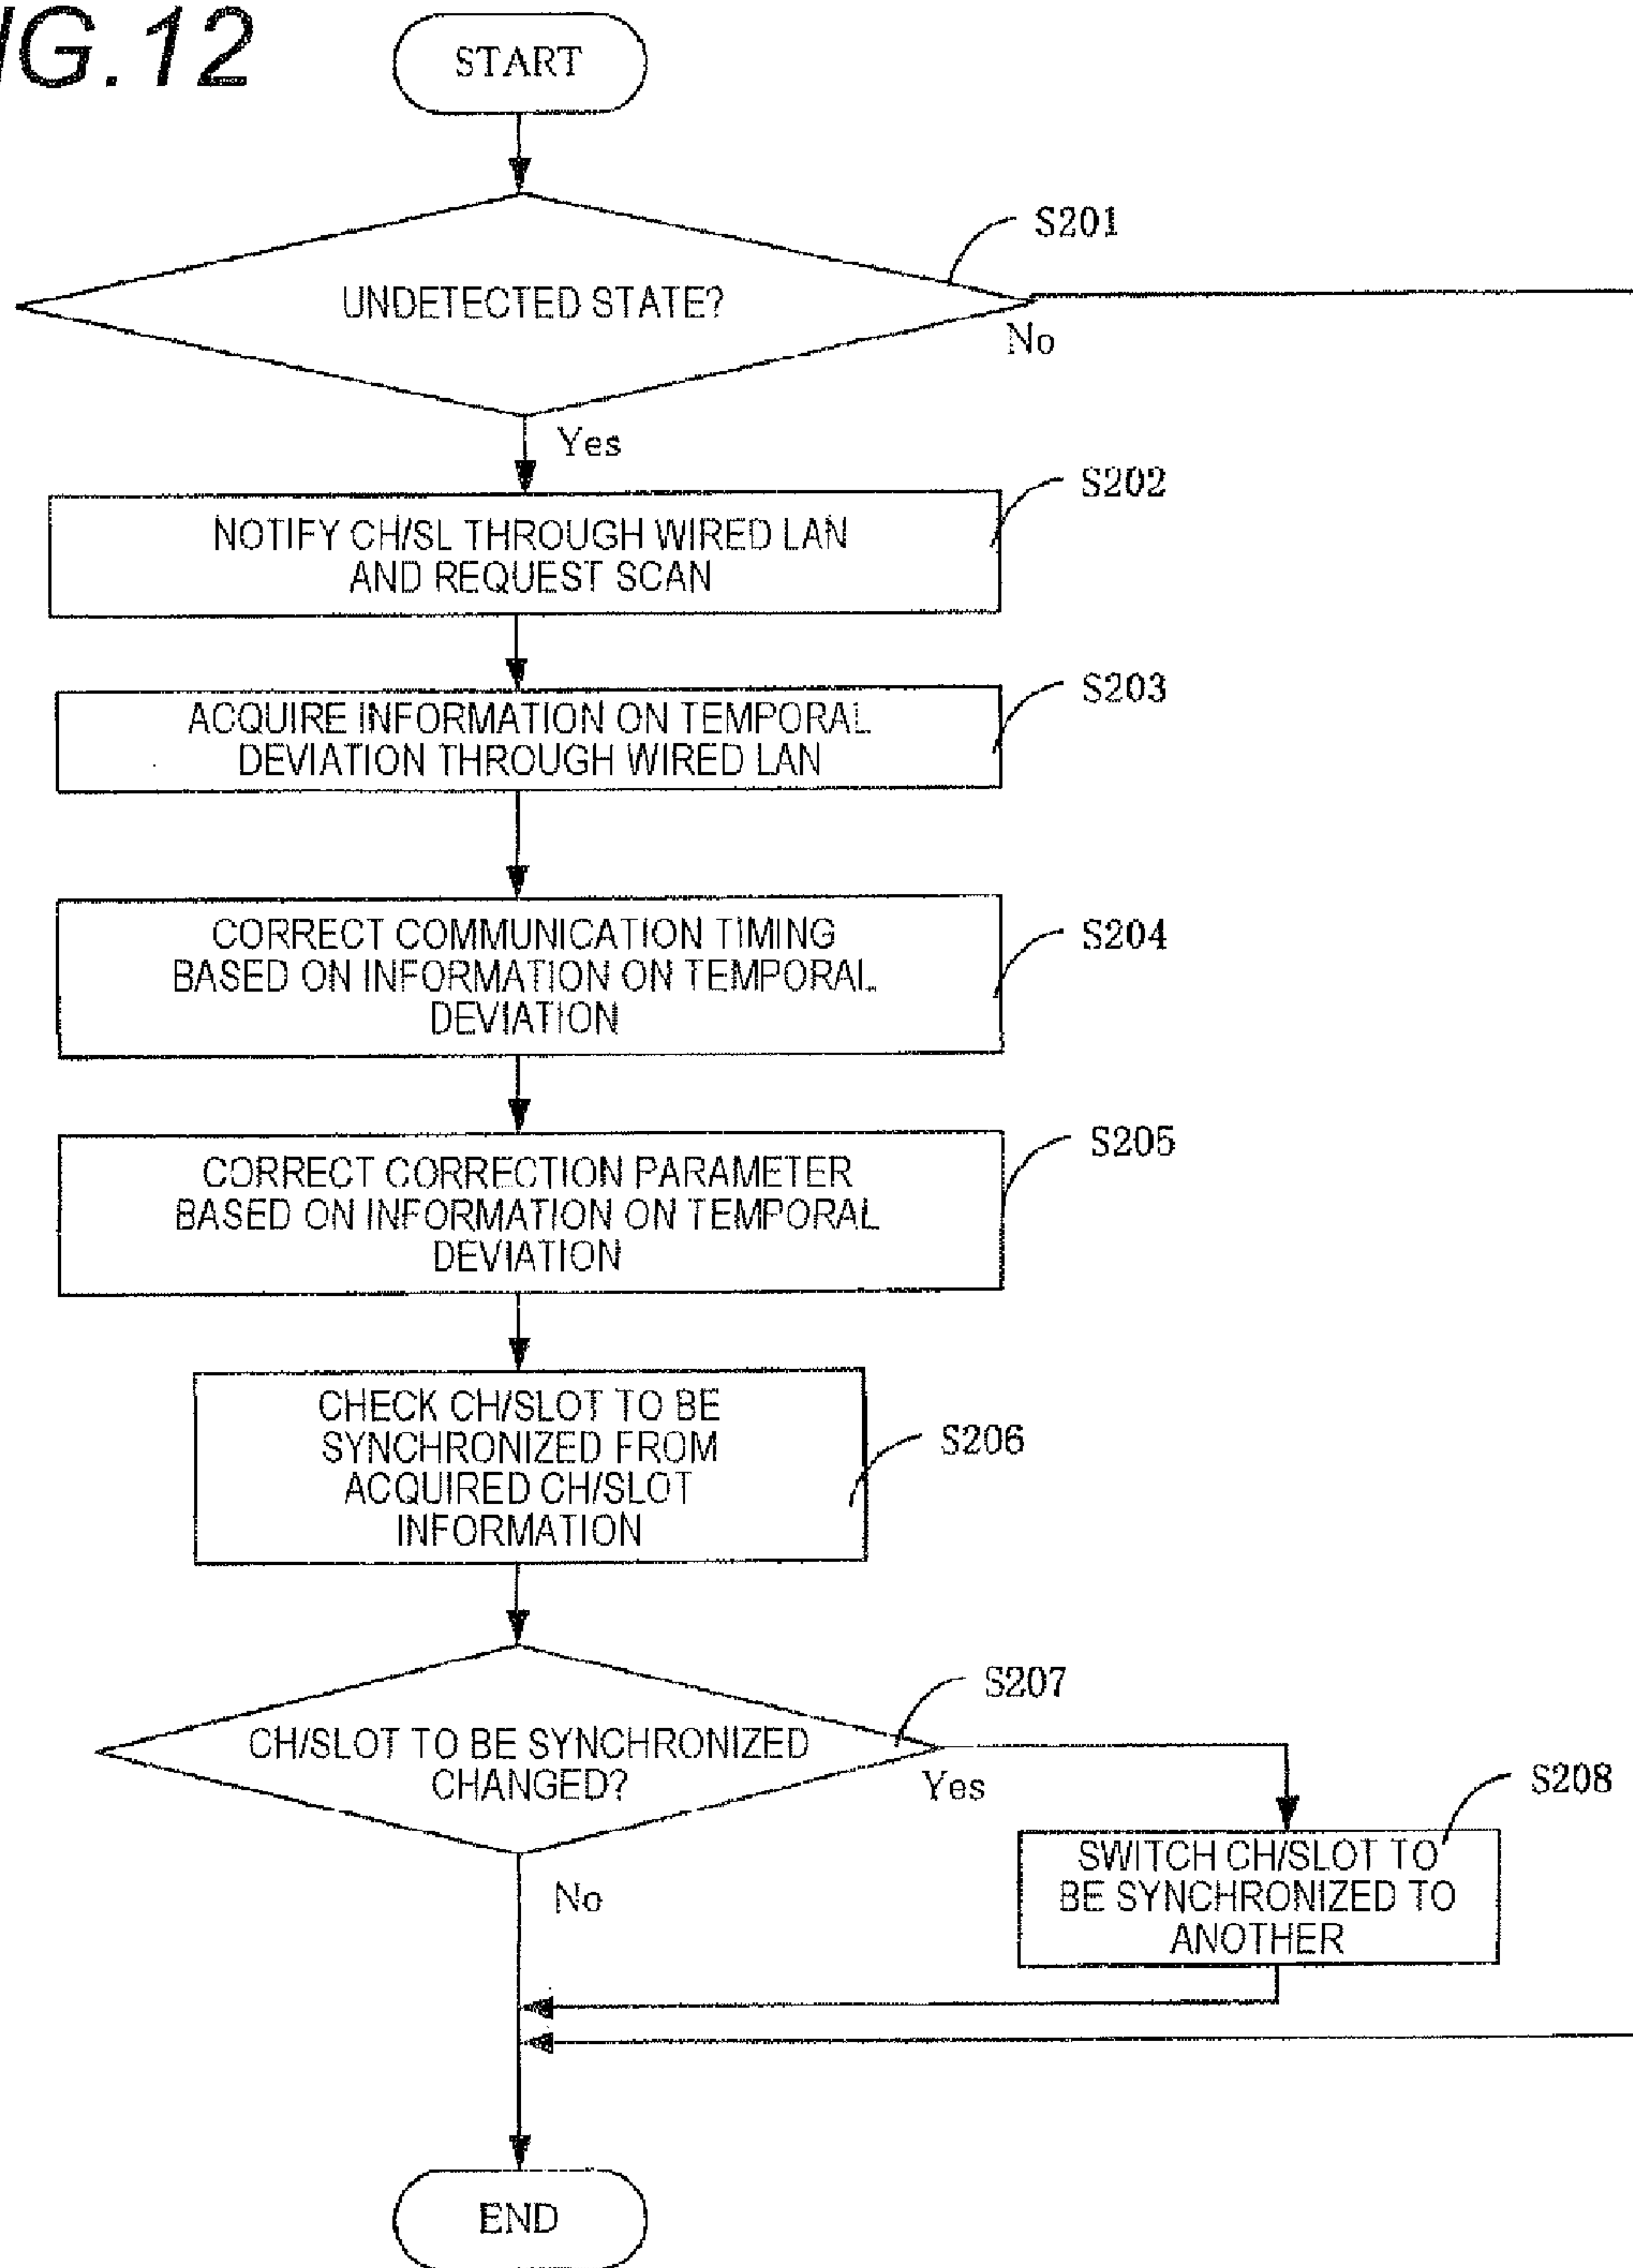 IG.12
START
S201
UNDETECTED STATE?
No
Yes
S202
NOTIFY CH/SL THROUGH WIRED LAN
AND REQUEST SCAN
S203
ACQUIRE INFORMATION ON TEMPORAL
DEVIATION THROUGH WIRED LAN
S204
CORRECT COMMUNICATION TIMING
BASED ON INFORMATION ON TEMPORAL
DEVIATION
S205
CORRECT CORRECTION PARAMETER
BASED ON INFORMATION ON TEMPORAL
DEVIATION
CHECK CH/SLOT TO BE
SYNCHRONIZED FROM
ACQUIRED CH/SLOT
INFORMATION
S206
S207
CH/SLOT TO BE SYNCHRONIZED
CHANGED?
Yes
S208
SWITCH CH/SLOT TO
BE SYNCHRONIZED TO
ANOTHER
No
END